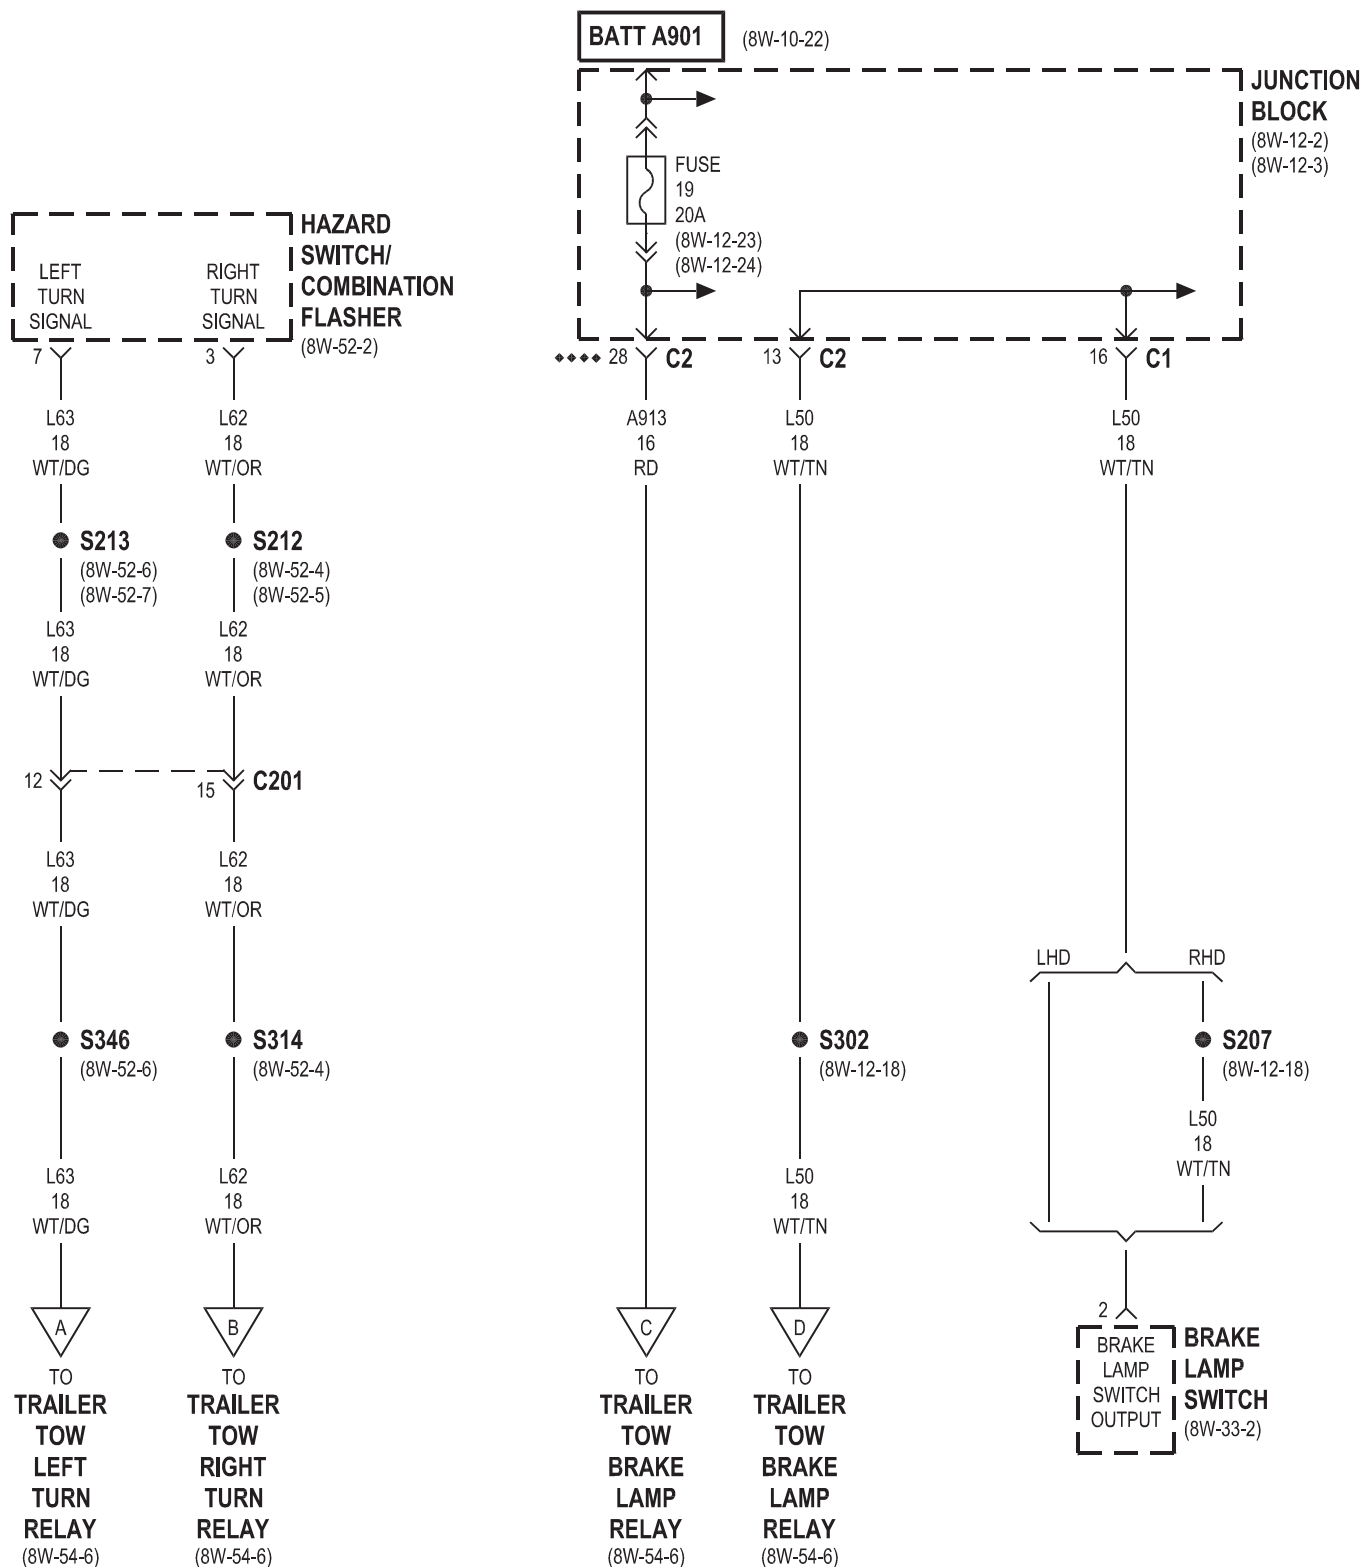 BATT A901
(8W-10-22)
JUNCTION
BLOCK
(8W-12-2)
(8W-12-3)
FUSE
19
20A
(8W-12-23)
(8W-12-24)
HAZARD
SWITCH/
COMBINATION
FLASHER
(8W-52-2)
LEFT
TURN
SIGNAL
RIGHT
TURN
SIGNAL
7
3
28
C2
13
C2
16
C1
L63
18
WT/DG
L62
18
WT/OR
A913
16
RD
L50
18
WT/TN
L50
18
WT/TN
S213
(8W-52-6)
(8W-52-7)
S212
(8W-52-4)
(8W-52-5)
L63
18
WT/DG
L62
18
WT/OR
12
15
C201
L63
18
WT/DG
L62
18
WT/OR
LHD
RHD
S346
(8W-52-6)
S314
(8W-52-4)
S302
(8W-12-18)
S207
(8W-12-18)
L50
18
WT/TN
L63
18
WT/DG
L62
18
WT/OR
L50
18
WT/TN
A
TO
TRAILER
TOW
LEFT
TURN
RELAY
(8W-54-6)
B
TO
TRAILER
TOW
RIGHT
TURN
RELAY
(8W-54-6)
C
TO
TRAILER
TOW
BRAKE
LAMP
RELAY
(8W-54-6)
D
TO
TRAILER
TOW
BRAKE
LAMP
RELAY
(8W-54-6)
2
BRAKE
LAMP
SWITCH
OUTPUT
BRAKE
LAMP
SWITCH
(8W-33-2)